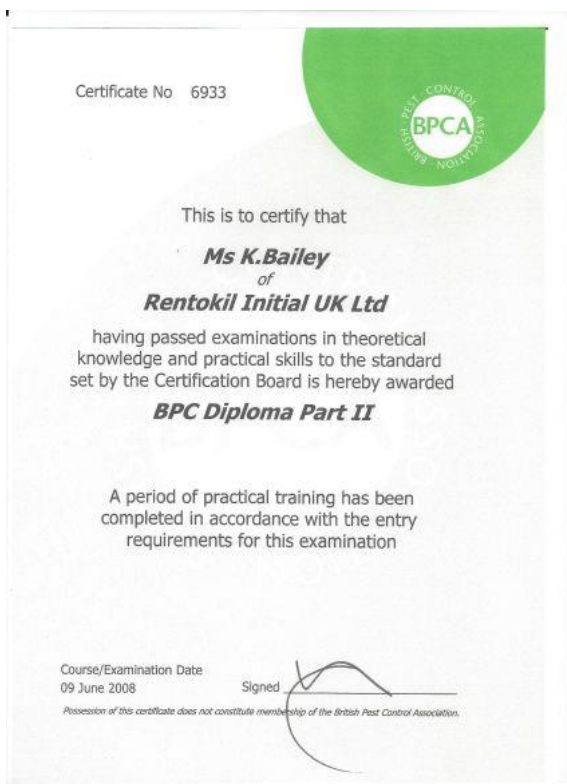 Certificate No 6933
BRITISH · PEST · CONTROL · ASSOCIATION ·
BPCA
This is to certify that
Ms K.Bailey
of
Rentokil Initial UK Ltd
having passed examinations in theoretical
knowledge and practical skills to the standard
set by the Certification Board is hereby awarded
BPC Diploma Part II
A period of practical training has been
completed in accordance with the entry
requirements for this examination
Course/Examination Date
09 June 2008
Signed
Possession of this certificate does not constitute membership of the British Pest Control Association.